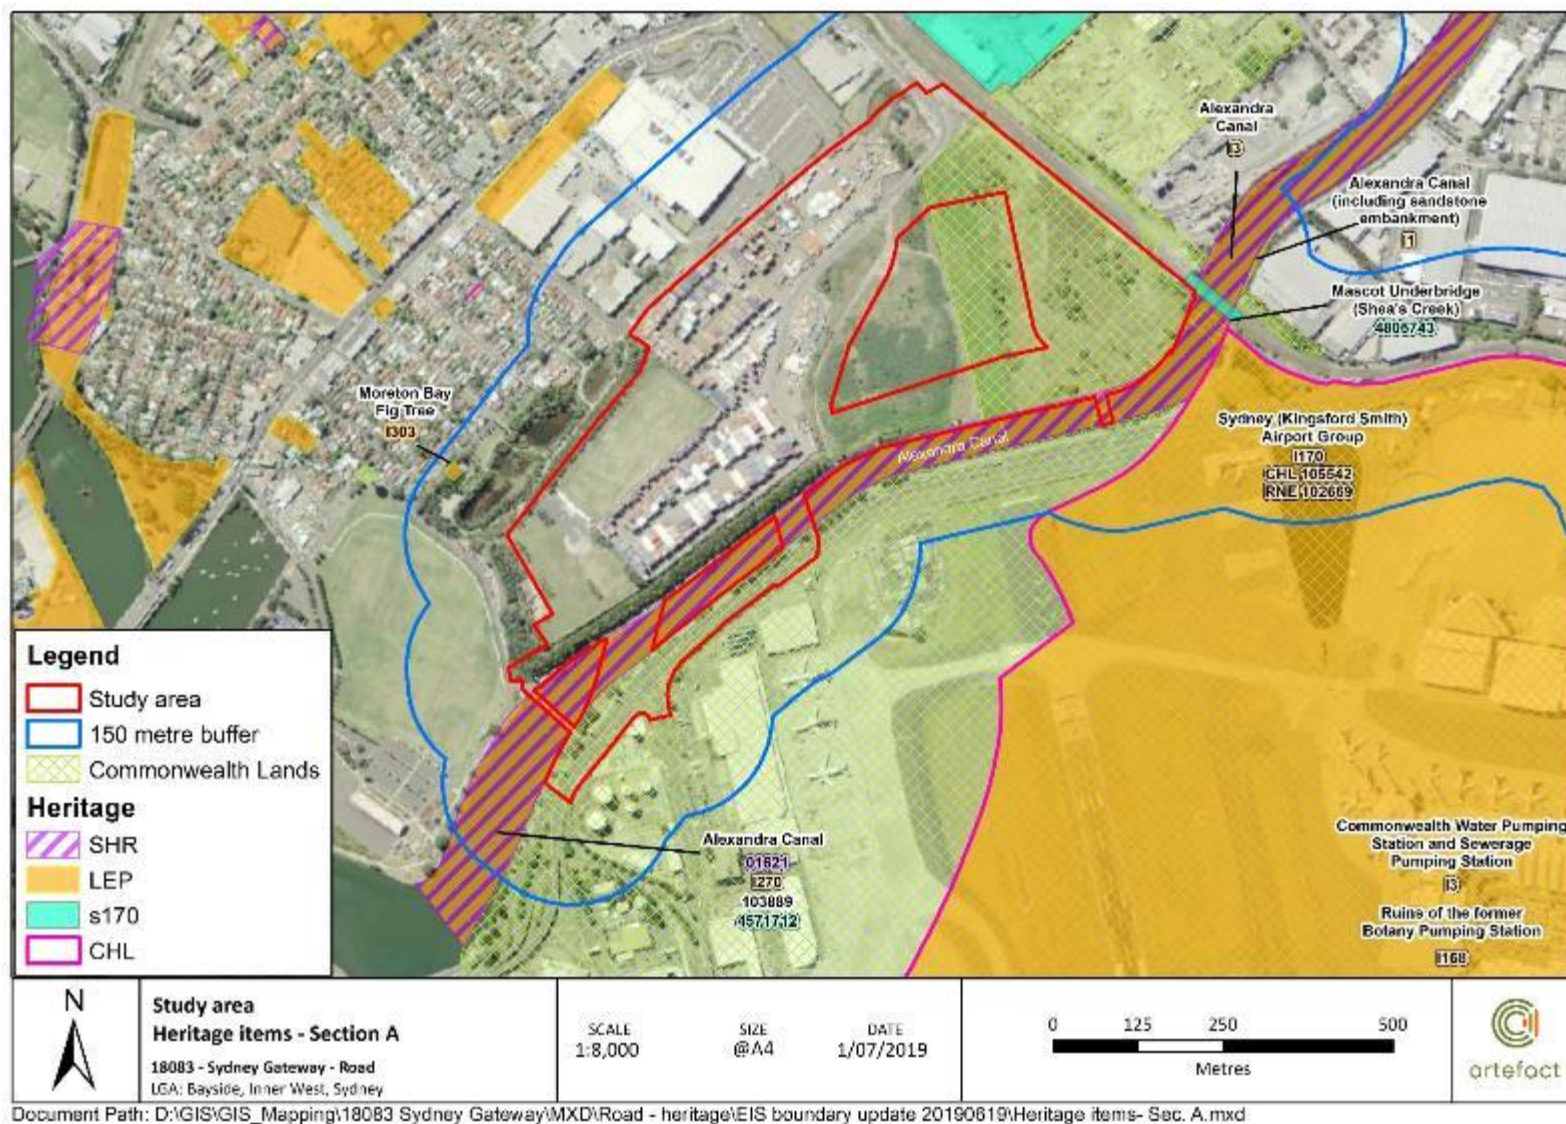 Alexandra
Canal
I3
Alexandra Canal
(including sandstone
embankment)
I1
Mascot Underbridge
(Shea's Creek)
4805743
Moreton Bay
Fig Tree
I303
Alexandra Canal
Sydney (Kingsford Smith)
Airport Group
I170
CHL 105542
RNE 102669
Legend
Study area
150 metre buffer
Commonwealth Lands
Heritage
SHR
LEP
s170
CHL
Alexandra Canal
01621
I270
103889
4571712
Commonwealth Water Pumping
Station and Sewerage
Pumping Station
I3
Ruins of the former
Botany Pumping Station
I168
N
Study area
Heritage items - Section A
18083 - Sydney Gateway - Road
LGA: Bayside, Inner West, Sydney
SCALE
1:8,000
SIZE
@A4
DATE
1/07/2019
0 125 250 500
Metres
artefact
Document Path: D:\GIS\GIS_Mapping\18083 Sydney Gateway\MXD\Road - heritage\EIS boundary update 20190619\Heritage items- Sec. A.mxd